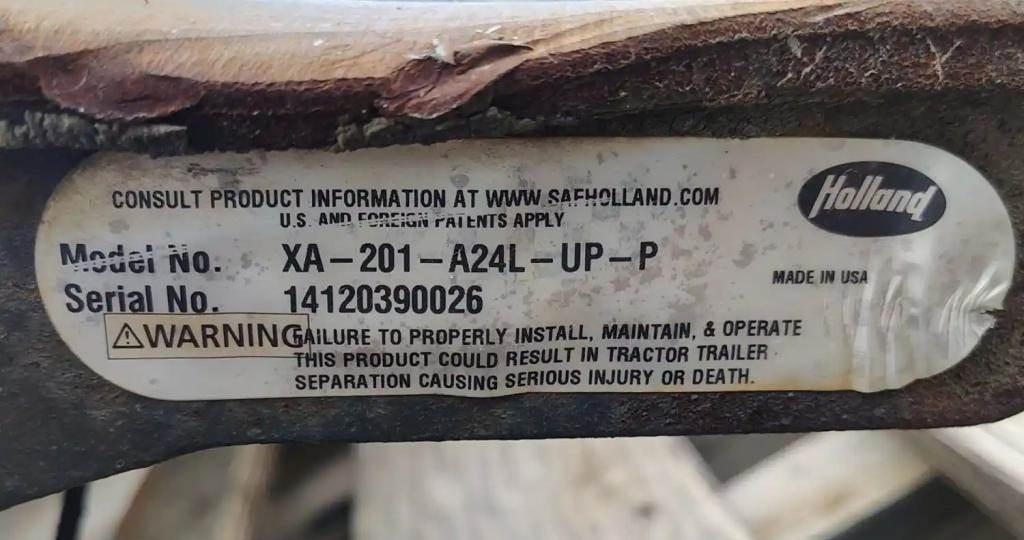 CONSULT PRODUCT INFORMATION AT WWW.SAFHOLLAND.COM
U.S. AND FOREIGN PATENTS APPLY
Holland
Model No. XA-201-A24L-UP-P
MADE IN USA
Serial No. 14120390026
⚠WARNING FAILURE TO PROPERLY INSTALL, MAINTAIN, & OPERATE
THIS PRODUCT COULD RESULT IN TRACTOR TRAILER
SEPARATION CAUSING SERIOUS INJURY OR DEATH.